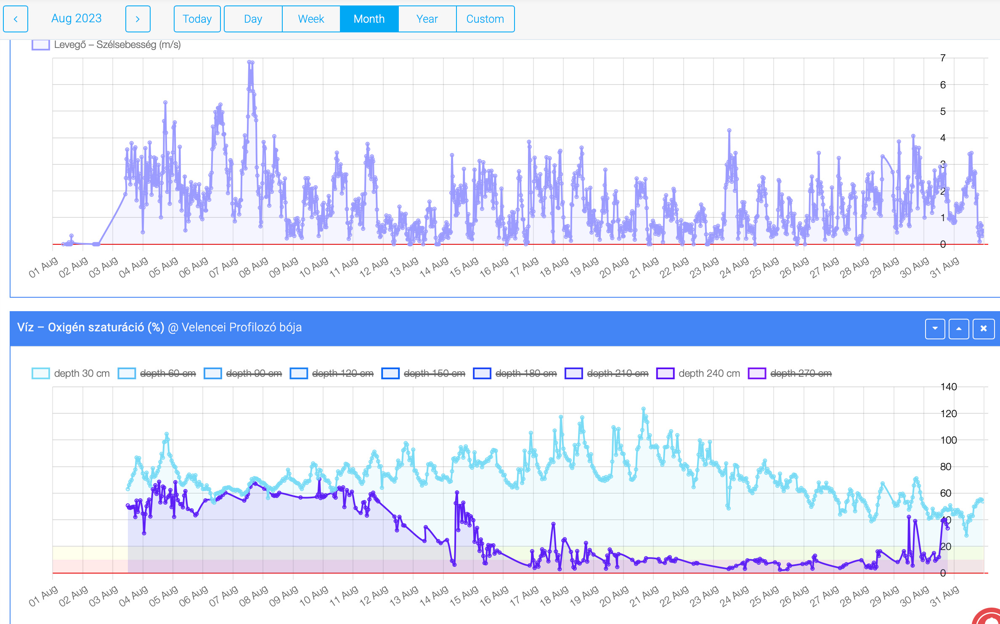 Aug 2023 Today Day Week Month Year Custom
Levegő – Szélsebesség (m/s)
7
6
5
4
3
2
1
0
01 Aug 02 Aug 03 Aug 04 Aug 05 Aug 06 Aug 07 Aug 08 Aug 09 Aug 10 Aug 11 Aug 12 Aug 13 Aug 14 Aug 15 Aug 16 Aug 17 Aug 18 Aug 19 Aug 20 Aug 21 Aug 22 Aug 23 Aug 24 Aug 25 Aug 26 Aug 27 Aug 28 Aug 29 Aug 30 Aug 31 Aug
Víz – Oxigén szaturáció (%) @ Velencei Profilozó bója
depth 30 cm depth 60 cm depth 90 cm depth 120 cm depth 150 cm depth 180 cm depth 210 cm depth 240 cm depth 270 cm
140
120
100
80
60
40
20
0
01 Aug 02 Aug 03 Aug 04 Aug 05 Aug 06 Aug 07 Aug 08 Aug 09 Aug 10 Aug 11 Aug 12 Aug 13 Aug 14 Aug 15 Aug 16 Aug 17 Aug 18 Aug 19 Aug 20 Aug 21 Aug 22 Aug 23 Aug 24 Aug 25 Aug 26 Aug 27 Aug 28 Aug 29 Aug 30 Aug 31 Aug